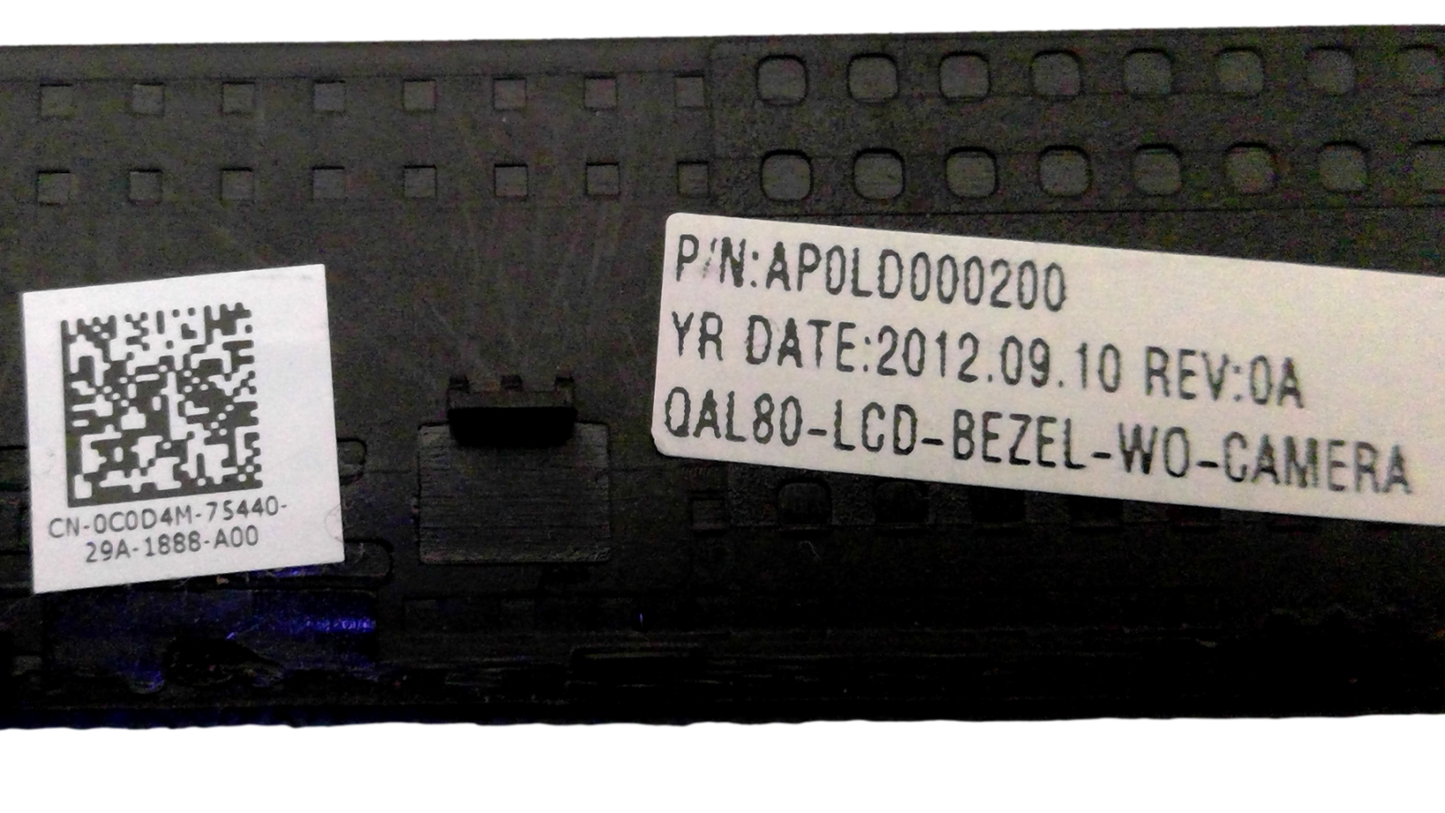 CN-0C0D4M-75440-
29A-1888-A00
P/N:AP0LD000200
YR DATE:2012.09.10 REV:0A
QAL80-LCD-BEZEL-WO-CAMERA